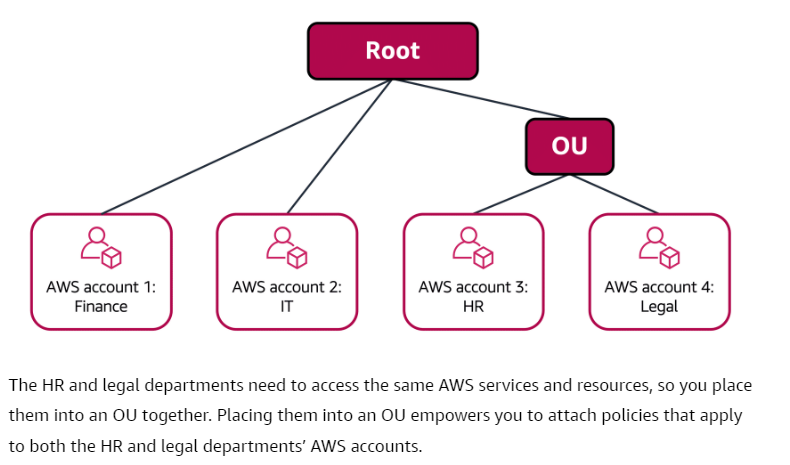 Root
OU
AWS account 1:
Finance
AWS account 2:
IT
AWS account 3:
HR
AWS account 4:
Legal
The HR and legal departments need to access the same AWS services and resources, so you place
them into an OU together. Placing them into an OU empowers you to attach policies that apply
to both the HR and legal departments’ AWS accounts.